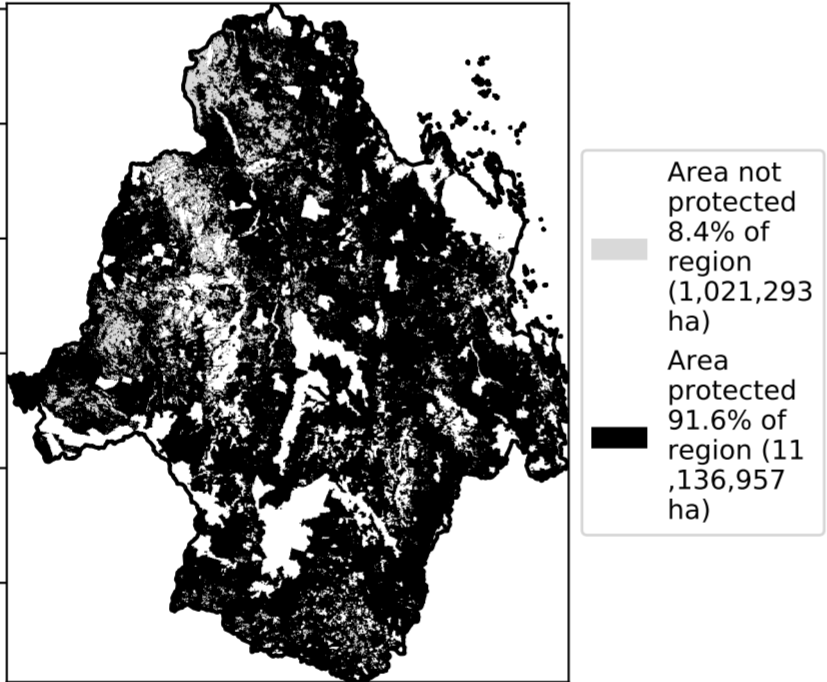 Area not
protected
8.4% of
region
(1,021,293
ha)
Area
protected
91.6% of
region (11
,136,957
ha)